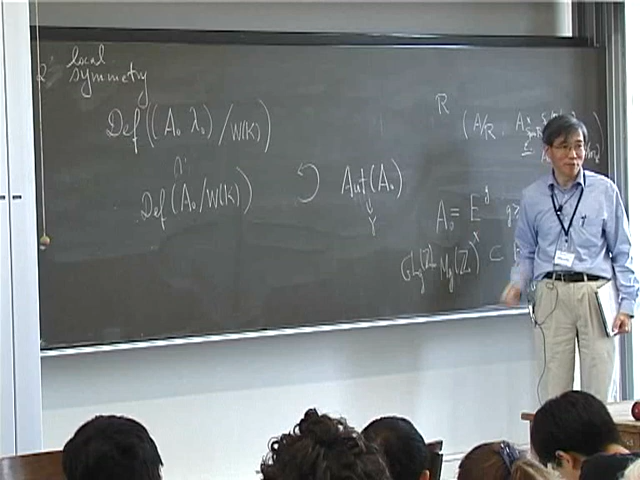 local
symmetry
Def((A₀ λ₀)/W(K))
Def(A₀/W(K)) Aut(A₀)
γ
R
(A/R
A₀ = E^g
GL_g(ℤ) M_g(ℤ)^× ⊂